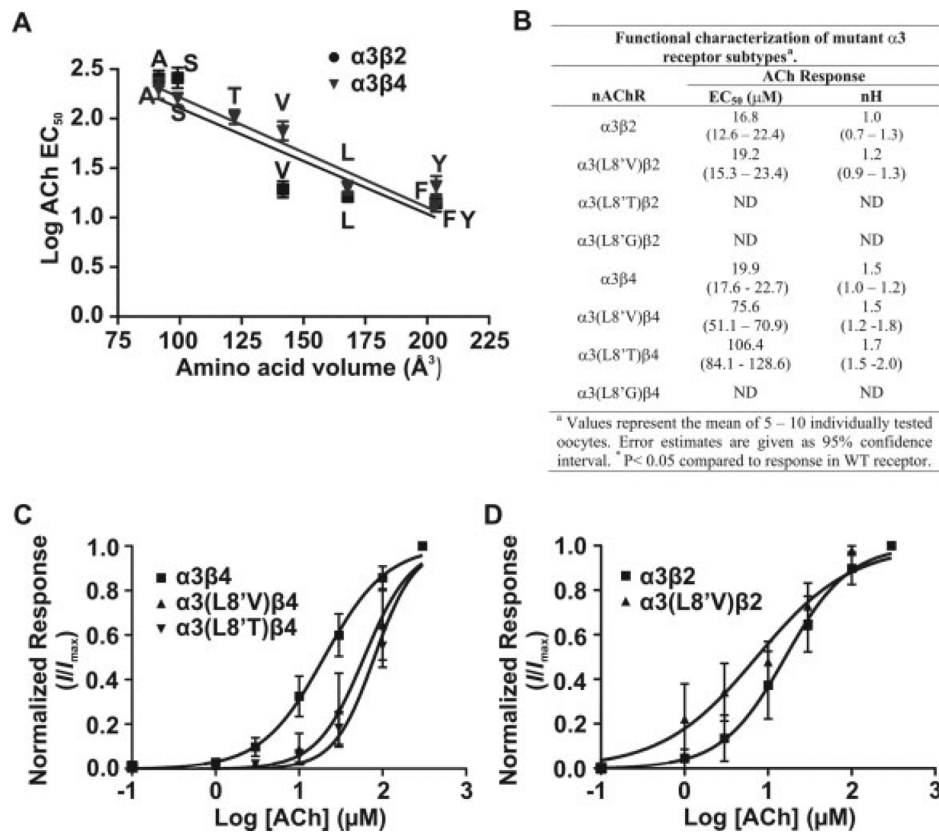 A
α3β2
α3β4
Log ACh EC50
2.5
2.0
1.5
1.0
0.5
0.0
A
S
A
S
T
V
V
L
L
Y
F
F Y
75 100 125 150 175 200 225
Amino acid volume (Å3)
B
Functional characterization of mutant α3
receptor subtypesa.
ACh Response
nAChR EC50 (µM) nH
α3β2 16.8 1.0
(12.6 – 22.4) (0.7 – 1.3)
α3(L8’V)β2 19.2 1.2
(15.3 – 23.4) (0.9 – 1.3)
α3(L8’T)β2 ND ND
α3(L8’G)β2 ND ND
α3β4 19.9 1.5
(17.6 - 22.7) (1.0 – 1.2)
α3(L8’V)β4 75.6 1.5
(51.1 – 70.9) (1.2 -1.8)
α3(L8’T)β4 106.4 1.7
(84.1 - 128.6) (1.5 -2.0)
α3(L8’G)β4 ND ND
a Values represent the mean of 5 – 10 individually tested
oocytes. Error estimates are given as 95% confidence
interval. *P< 0.05 compared to response in WT receptor.
C
Normalized Response
(I/Imax)
1.0
0.8
0.6
0.4
0.2
0.0
α3β4
α3(L8’V)β4
α3(L8’T)β4
-1 0 1 2 3
Log [ACh] (µM)
D
Normalized Response
(I/Imax)
1.0
0.8
0.6
0.4
0.2
0.0
α3β2
α3(L8’V)β2
-1 0 1 2 3
Log [ACh] (µM)